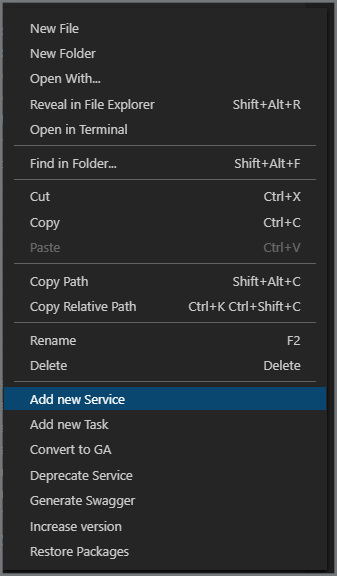 New File
New Folder
Open With...
Reveal in File Explorer Shift+Alt+R
Open in Terminal
Find in Folder... Shift+Alt+F
Cut Ctrl+X
Copy Ctrl+C
Paste Ctrl+V
Copy Path Shift+Alt+C
Copy Relative Path Ctrl+K Ctrl+Shift+C
Rename F2
Delete Delete
Add new Service
Add new Task
Convert to GA
Deprecate Service
Generate Swagger
Increase version
Restore Packages